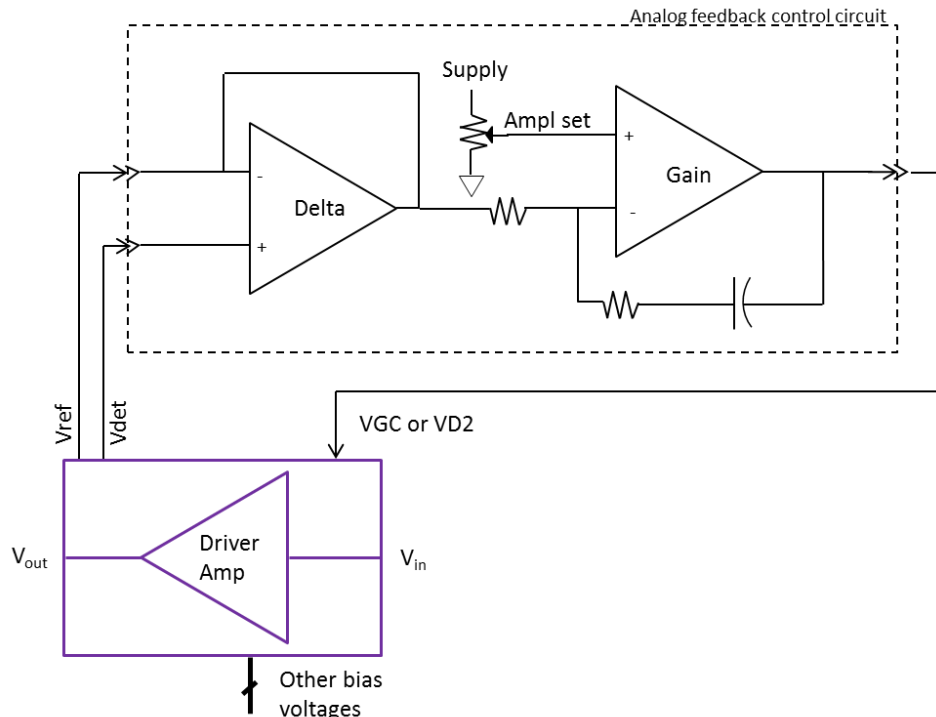 Analog feedback control circuit
Supply
Ampl set
+
Gain
-
-
Delta
+
Vref
Vdet
VGC or VD2
Driver
Amp
Vout
Vin
Other bias
voltages